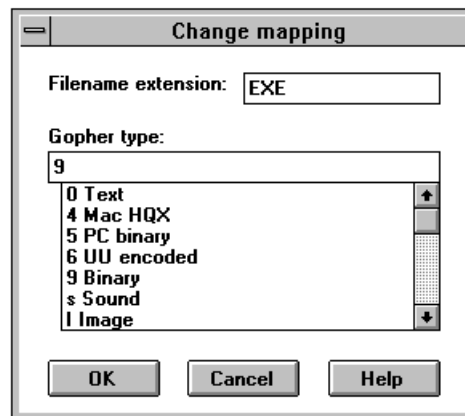 Change mapping
Filename extension: EXE
Gopher type:
9
0 Text
4 Mac HQX
5 PC binary
6 UU encoded
9 Binary
s Sound
I Image
OK Cancel Help